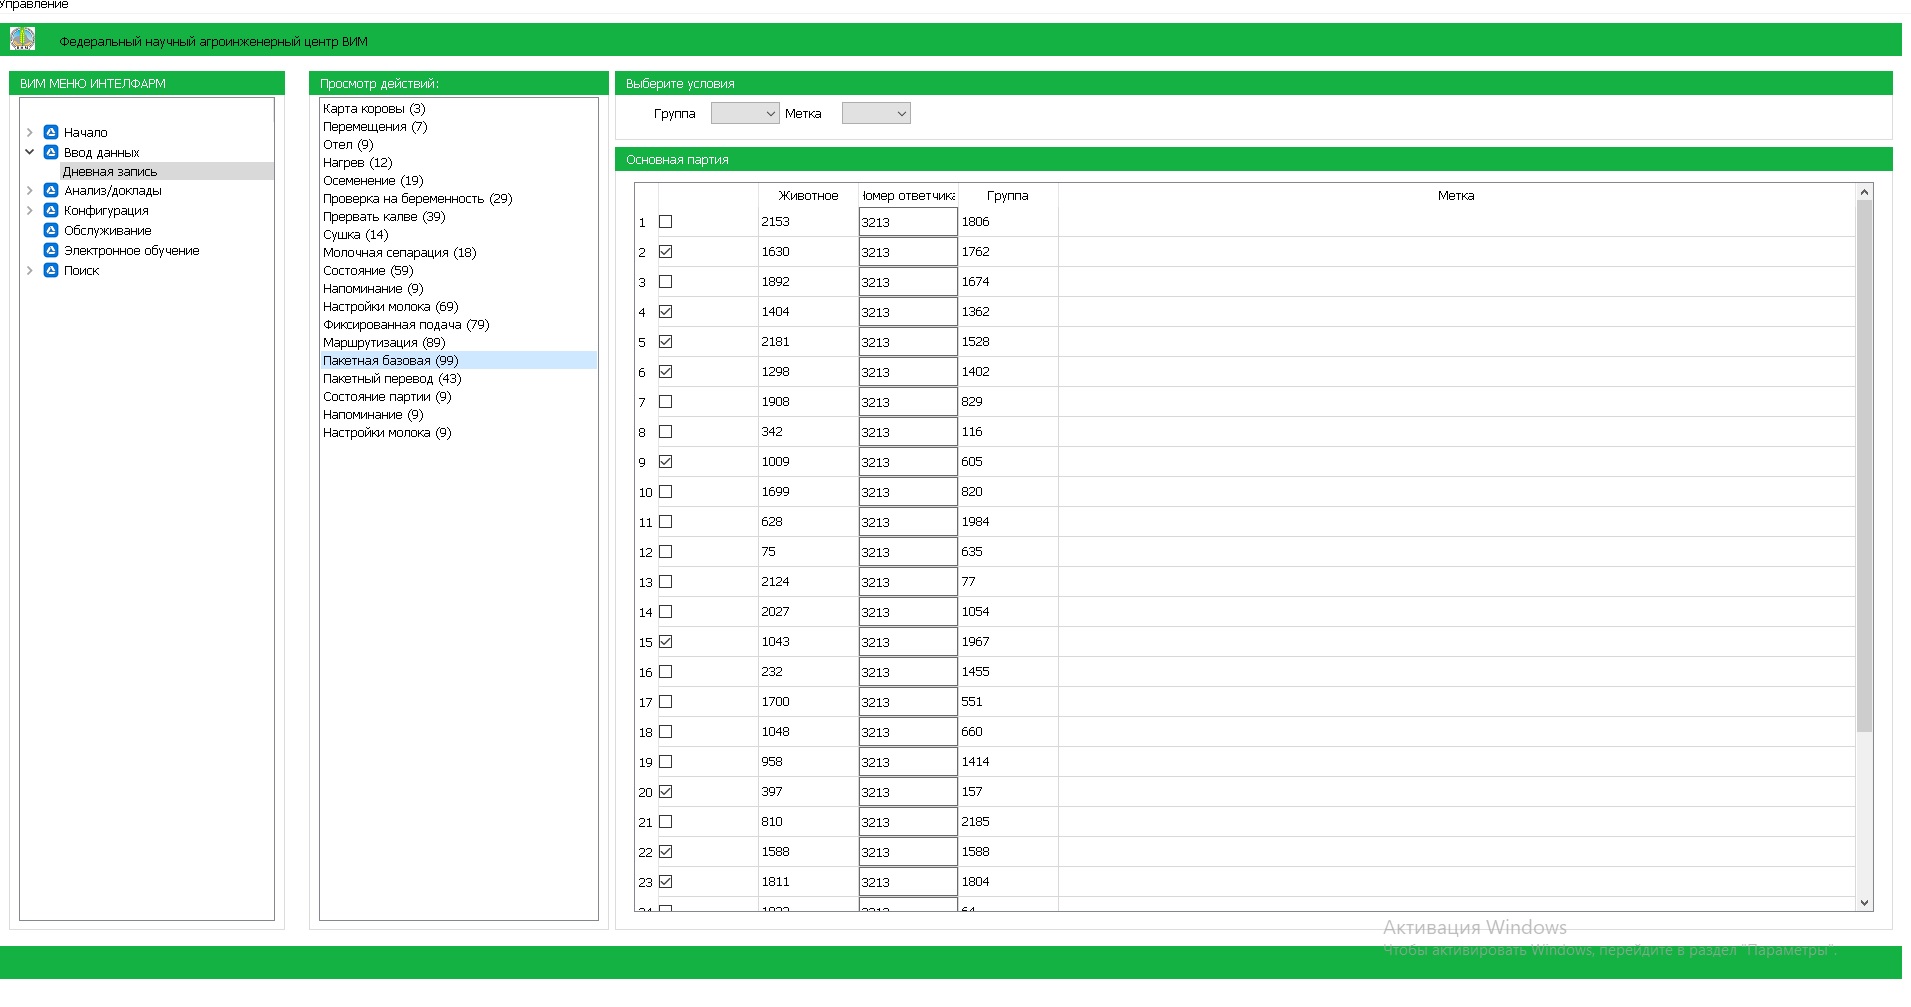 Управление
Федеральный научный агроинженерный центр ВИМ
ВИМ МЕНЮ ИНТЕЛФАРМ
Начало
Ввод данных
Дневная запись
Анализ/доклады
Конфигурация
Обслуживание
Электронное обучение
Поиск
Просмотр действий:
Карта коровы (3)
Перемещения (7)
Отел (9)
Нагрев (12)
Осеменение (19)
Проверка на беременность (29)
Прервать калве (39)
Сушка (14)
Молочная сепарация (18)
Состояние (59)
Напоминание (9)
Настройки молока (69)
Фиксированная подача (79)
Маршрутизация (89)
Пакетная базовая (99)
Пакетный перевод (43)
Состояние партии (9)
Напоминание (9)
Настройки молока (9)
Выберите условия
Группа Метка
Основная партия
Животное Номер ответчика Группа Метка
1 2153 3213 1806
2 1630 3213 1762
3 1892 3213 1674
4 1404 3213 1362
5 2181 3213 1528
6 1298 3213 1402
7 1908 3213 829
8 342 3213 116
9 1009 3213 605
10 1699 3213 820
11 628 3213 1984
12 75 3213 635
13 2124 3213 77
14 2027 3213 1054
15 1043 3213 1967
16 232 3213 1455
17 1700 3213 551
18 1048 3213 660
19 958 3213 1414
20 397 3213 157
21 810 3213 2185
22 1588 3213 1588
23 1811 3213 1804
Активация Windows
Чтобы активировать Windows, перейдите в раздел "Параметры".